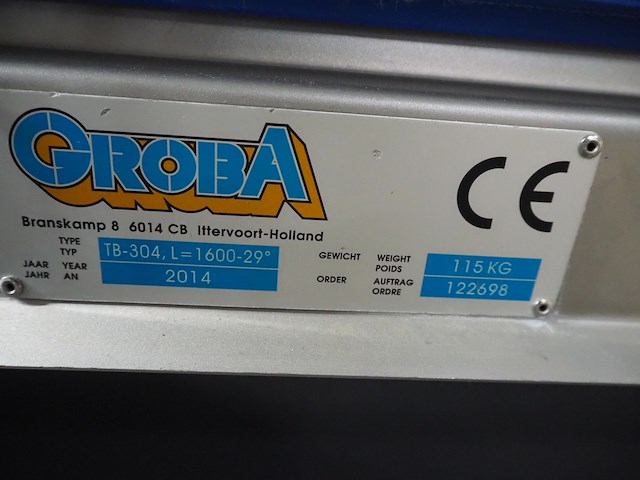 GROBA
CE
Branskamp 8 6014 CB Ittervoort-Holland
TYPE
TYP
TB-304, L=1600-29°
GEWICHT
WEIGHT
POIDS
115 KG
JAAR YEAR
JAHR AN
2014
ORDER
AUFTRAG
ORDRE
122698